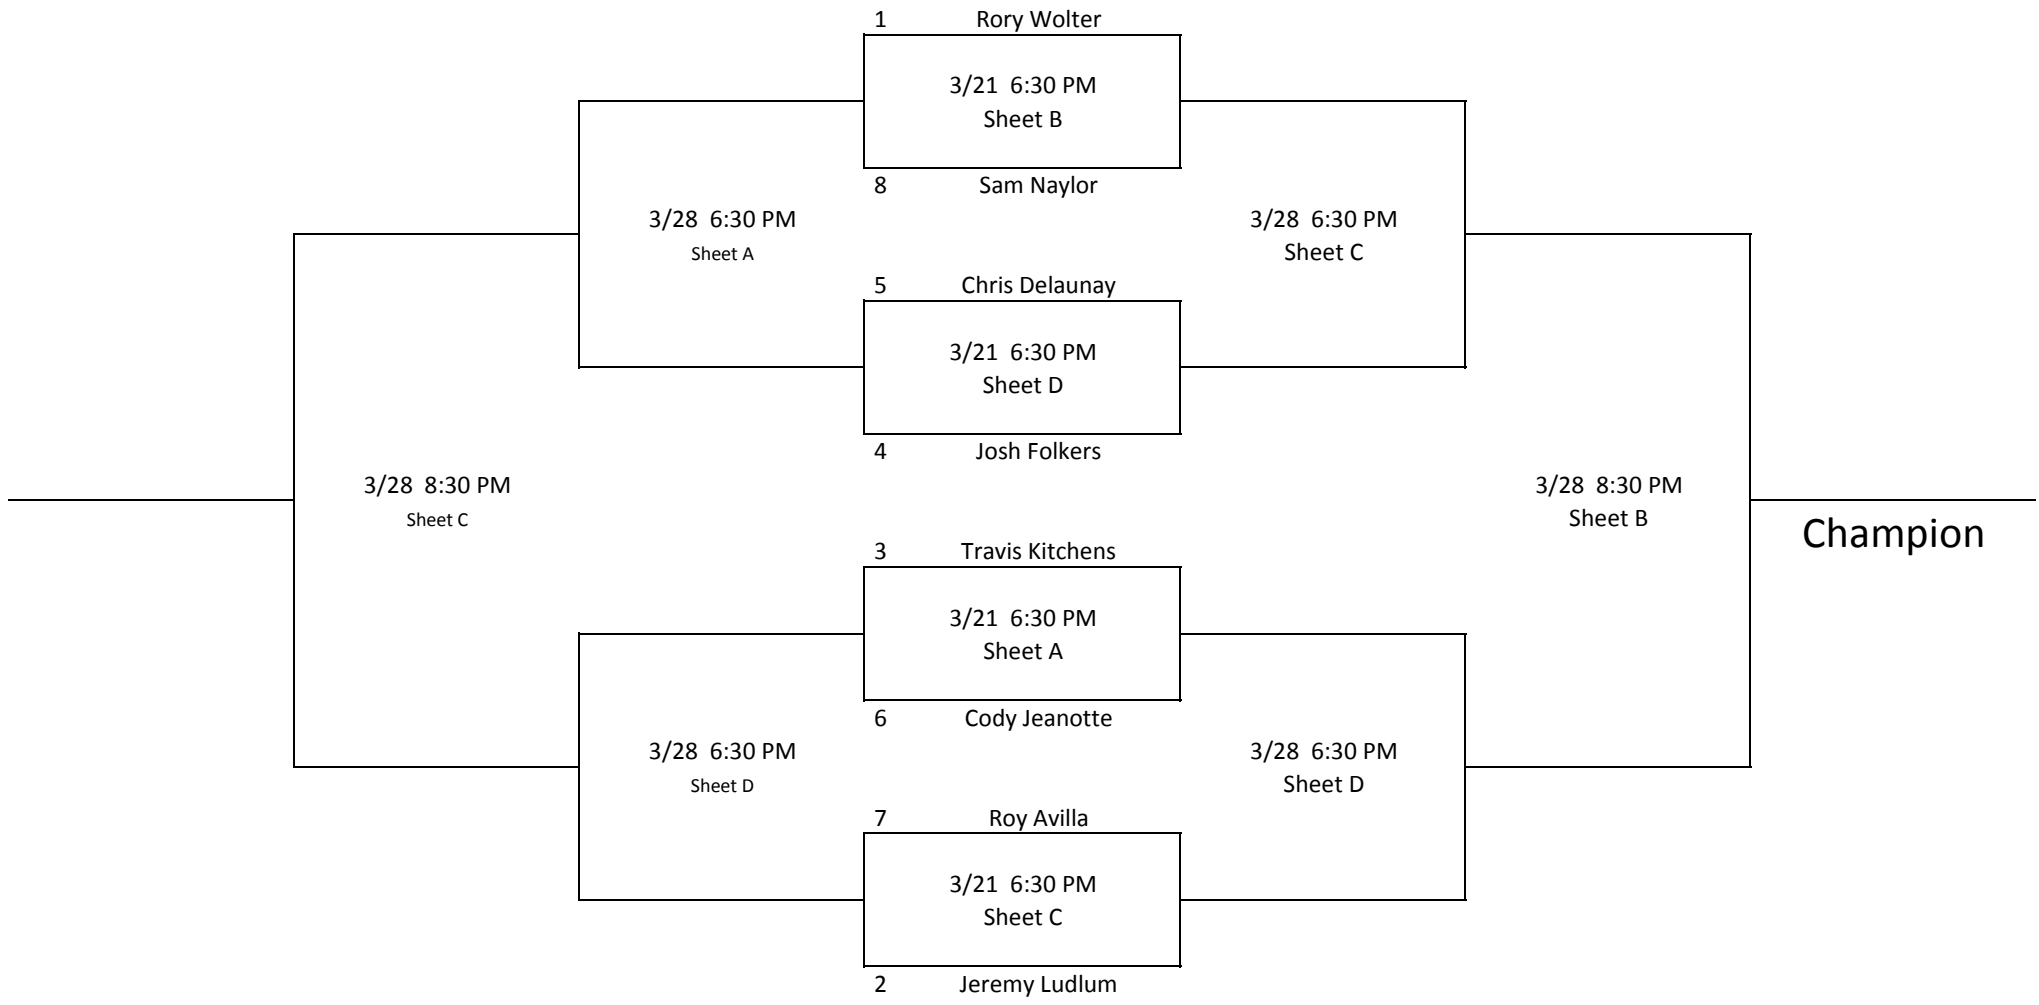 1 Rory Wolter
3/21 6:30 PM
Sheet B
8 Sam Naylor
3/28 6:30 PM
Sheet A
3/28 6:30 PM
Sheet C
5 Chris Delaunay
3/21 6:30 PM
Sheet D
4 Josh Folkers
3/28 8:30 PM
Sheet C
3/28 8:30 PM
Sheet B
Champion
3 Travis Kitchens
3/21 6:30 PM
Sheet A
6 Cody Jeanotte
3/28 6:30 PM
Sheet D
3/28 6:30 PM
Sheet D
7 Roy Avilla
3/21 6:30 PM
Sheet C
2 Jeremy Ludlum